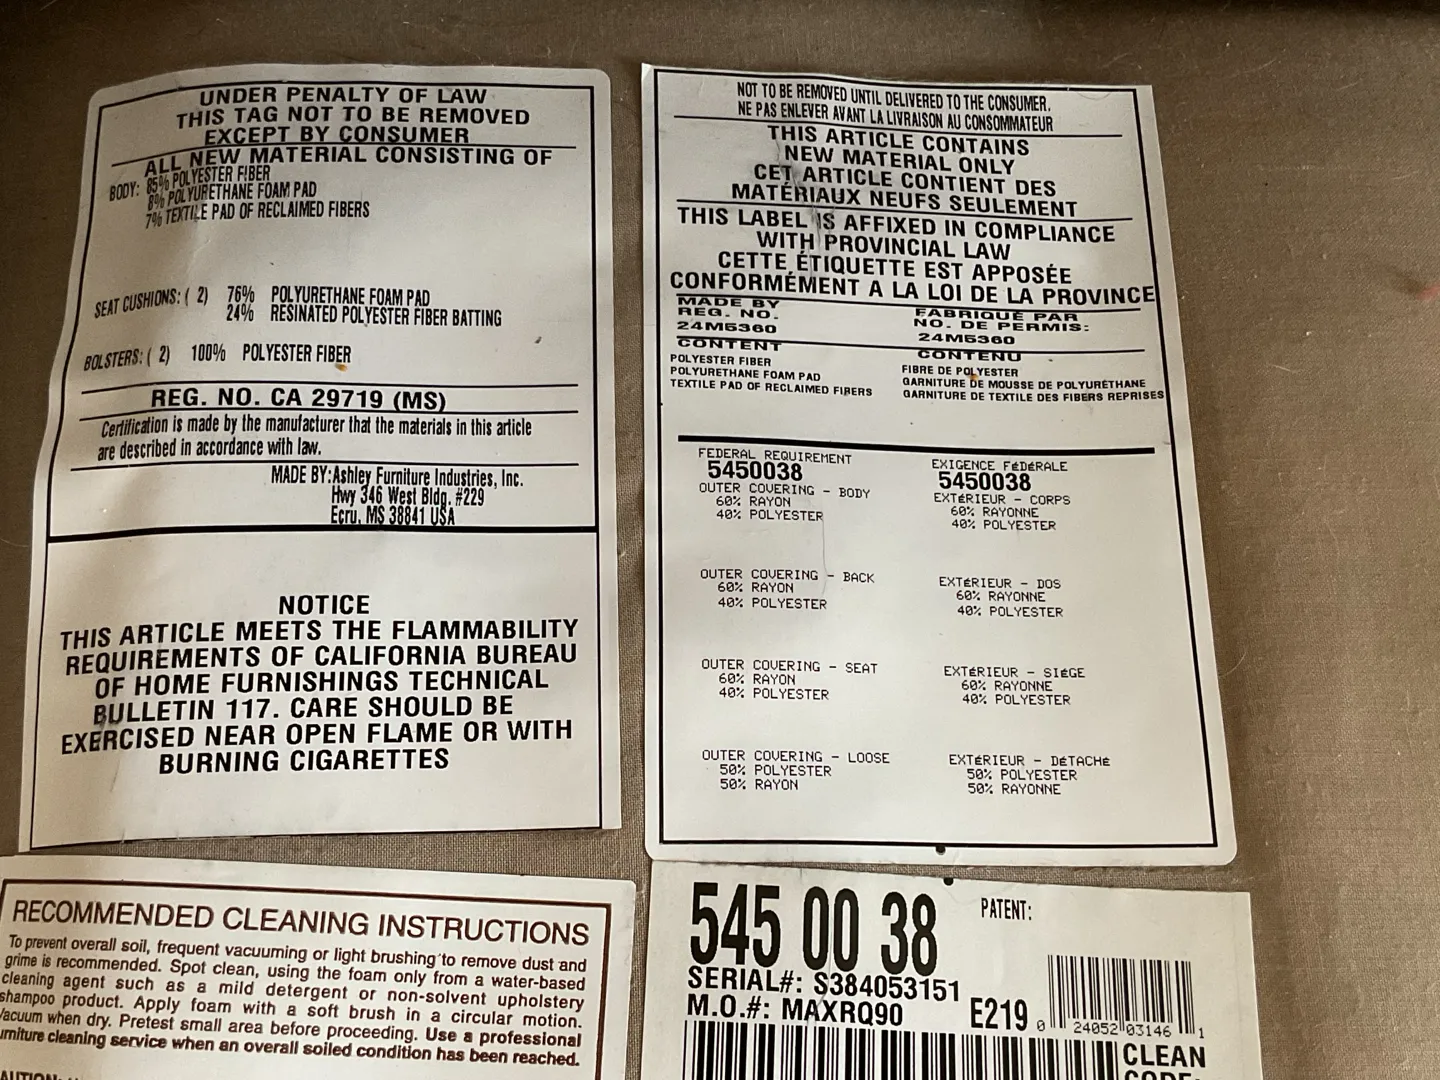 UNDER PENALTY OF LAW
THIS TAG NOT TO BE REMOVED
EXCEPT BY CONSUMER
ALL NEW MATERIAL CONSISTING OF
BODY: 85% POLYESTER FIBER
8% POLYURETHANE FOAM PAD
7% TEXTILE PAD OF RECLAIMED FIBERS
SEAT CUSHIONS: ( 2) 76% POLYURETHANE FOAM PAD
24% RESINATED POLYESTER FIBER BATTING
BOLSTERS: ( 2) 100% POLYESTER FIBER
REG. NO. CA 29719 (MS)
Certification is made by the manufacturer that the materials in this article
are described in accordance with law.
MADE BY:Ashley Furniture Industries, Inc.
Hwy 346 West Bldg. #229
Ecru, MS 38841 USA
NOTICE
THIS ARTICLE MEETS THE FLAMMABILITY
REQUIREMENTS OF CALIFORNIA BUREAU
OF HOME FURNISHINGS TECHNICAL
BULLETIN 117. CARE SHOULD BE
EXERCISED NEAR OPEN FLAME OR WITH
BURNING CIGARETTES
NOT TO BE REMOVED UNTIL DELIVERED TO THE CONSUMER.
NE PAS ENLEVER AVANT LA LIVRAISON AU CONSOMMATEUR
THIS ARTICLE CONTAINS
NEW MATERIAL ONLY
CET ARTICLE CONTIENT DES
MATÉRIAUX NEUFS SEULEMENT
THIS LABEL IS AFFIXED IN COMPLIANCE
WITH PROVINCIAL LAW
CETTE ÉTIQUETTE EST APPOSÉE
CONFORMÉMENT A LA LOI DE LA PROVINCE
MADE BY
REG. NO.
24M5360
CONTENT
POLYESTER FIBER
POLYURETHANE FOAM PAD
TEXTILE PAD OF RECLAIMED FIBERS
FABRIQUÉ PAR
NO. DE PERMIS:
24M5360
CONTENU
FIBRE DE POLYESTER
GARNITURE DE MOUSSE DE POLYURÉTHANE
GARNITURE DE TEXTILE DES FIBERS REPRISES
FEDERAL REQUIREMENT
5450038
OUTER COVERING - BODY
60% RAYON
40% POLYESTER
OUTER COVERING - BACK
60% RAYON
40% POLYESTER
OUTER COVERING - SEAT
60% RAYON
40% POLYESTER
OUTER COVERING - LOOSE
50% POLYESTER
50% RAYON
EXIGENCE FÉDÉRALE
5450038
EXTÉRIEUR - CORPS
60% RAYONNE
40% POLYESTER
EXTÉRIEUR - DOS
60% RAYONNE
40% POLYESTER
EXTÉRIEUR - SIÉGE
60% RAYONNE
40% POLYESTER
EXTÉRIEUR - DÉTACHÉ
50% POLYESTER
50% RAYONNE
RECOMMENDED CLEANING INSTRUCTIONS
To prevent overall soil, frequent vacuuming or light brushing to remove dust and
grime is recommended. Spot clean, using the foam only from a water-based
cleaning agent such as a mild detergent or non-solvent upholstery
shampoo product. Apply foam with a soft brush in a circular motion.
Vacuum when dry. Pretest small area before proceeding. Use a professional
furniture cleaning service when an overall soiled condition has been reached.
545 00 38
PATENT:
SERIAL#: S384053151
M.O.#: MAXRQ90
E219
0 24052 03146 1
CLEAN
CODE: